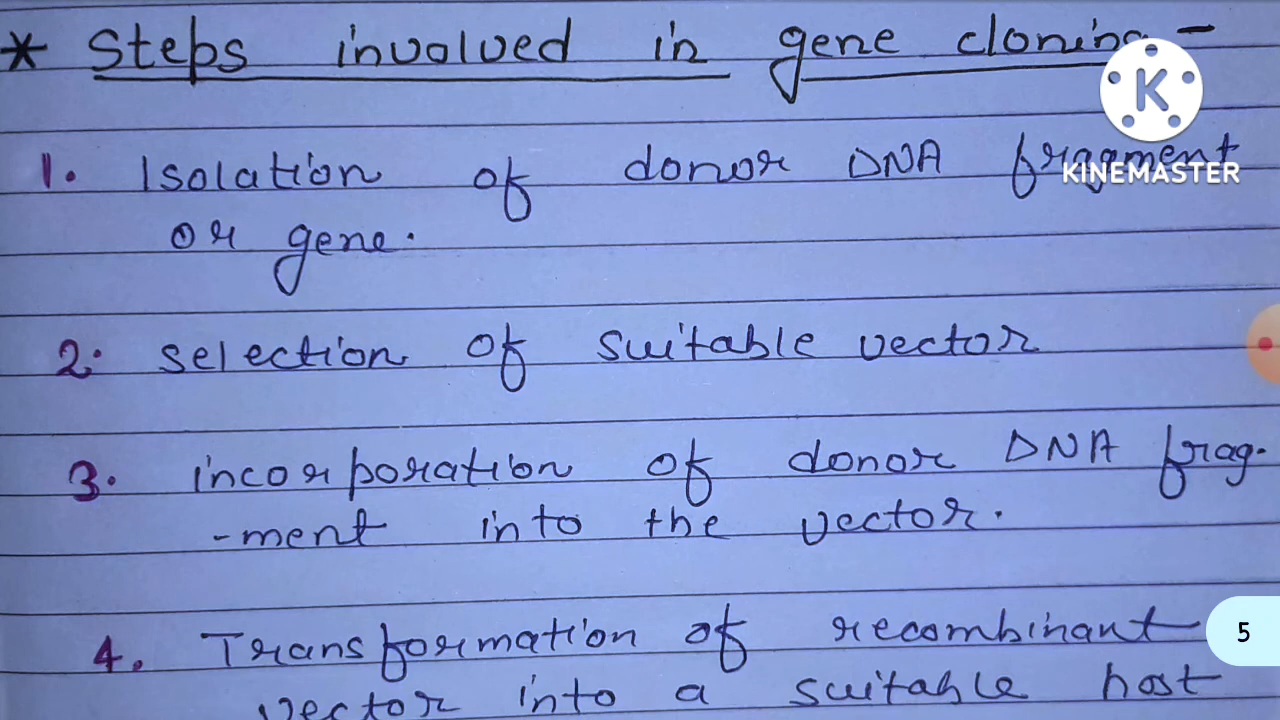 * Steps involved in gene cloning -
K
KINEMASTER
1. Isolation of donor DNA fragment
or gene.
2. Selection of suitable vector
3. incorporation of donor DNA frag-
-ment into the vector.
4. Transformation of recombinant
vector into a suitable host
5